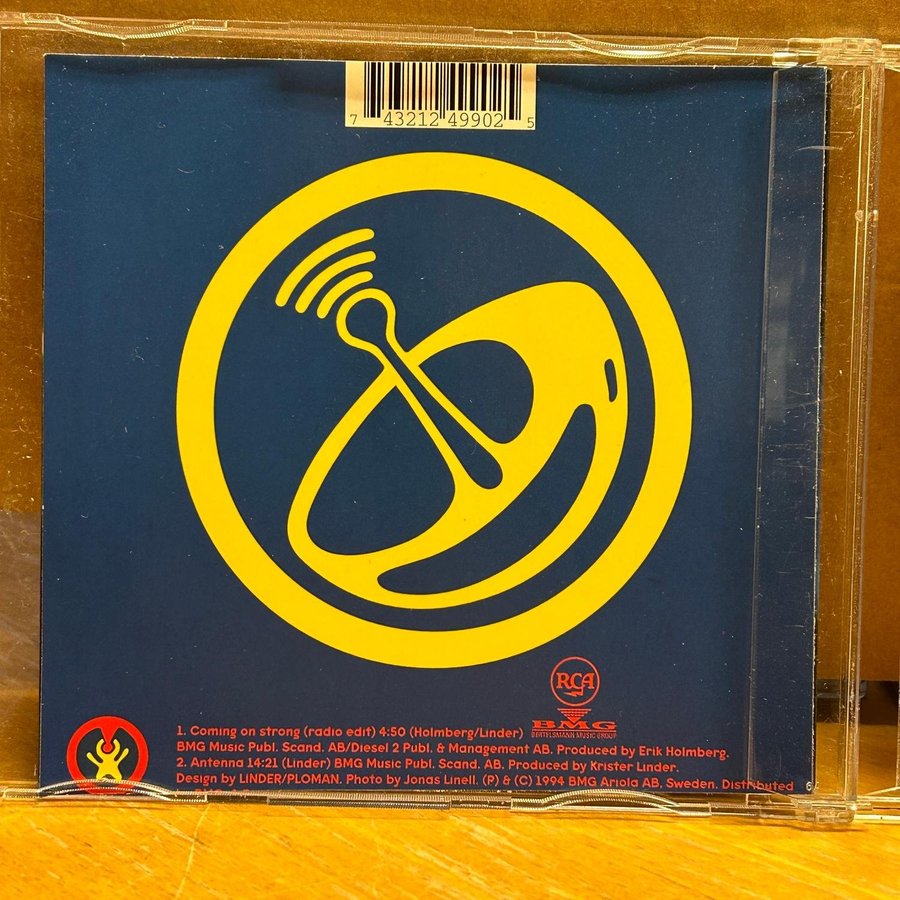 7 43212 49902 5
RCA
BMG
BERTELSMANN MUSIC GROUP
1. Coming on strong (radio edit) 4:50 (Holmberg/Linder)
BMG Music Publ. Scand. AB/Diesel 2 Publ. & Management AB. Produced by Erik Holmberg.
2. Antenna 14:21 (Linder) BMG Music Publ. Scand. AB. Produced by Krister Linder.
Design by LINDER/PLOMAN. Photo by Jonas Linell. (P) & (C) 1994 BMG Ariola AB, Sweden. Distributed